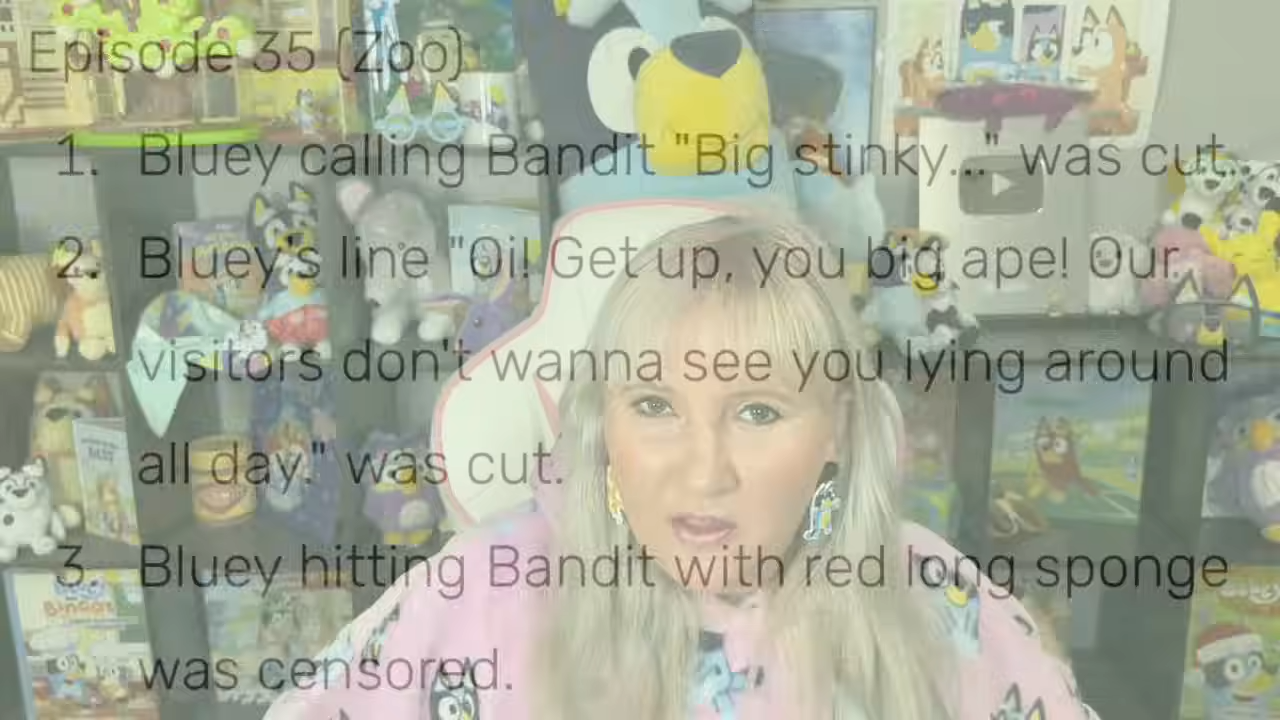 Episode 35 (Zoo)
1. Bluey calling Bandit "Big stinky..." was cut.
2. Bluey's line "Oi! Get up, you big ape! Our
visitors don't wanna see you lying around
all day." was cut.
3. Bluey hitting Bandit with red long sponge
was censored.